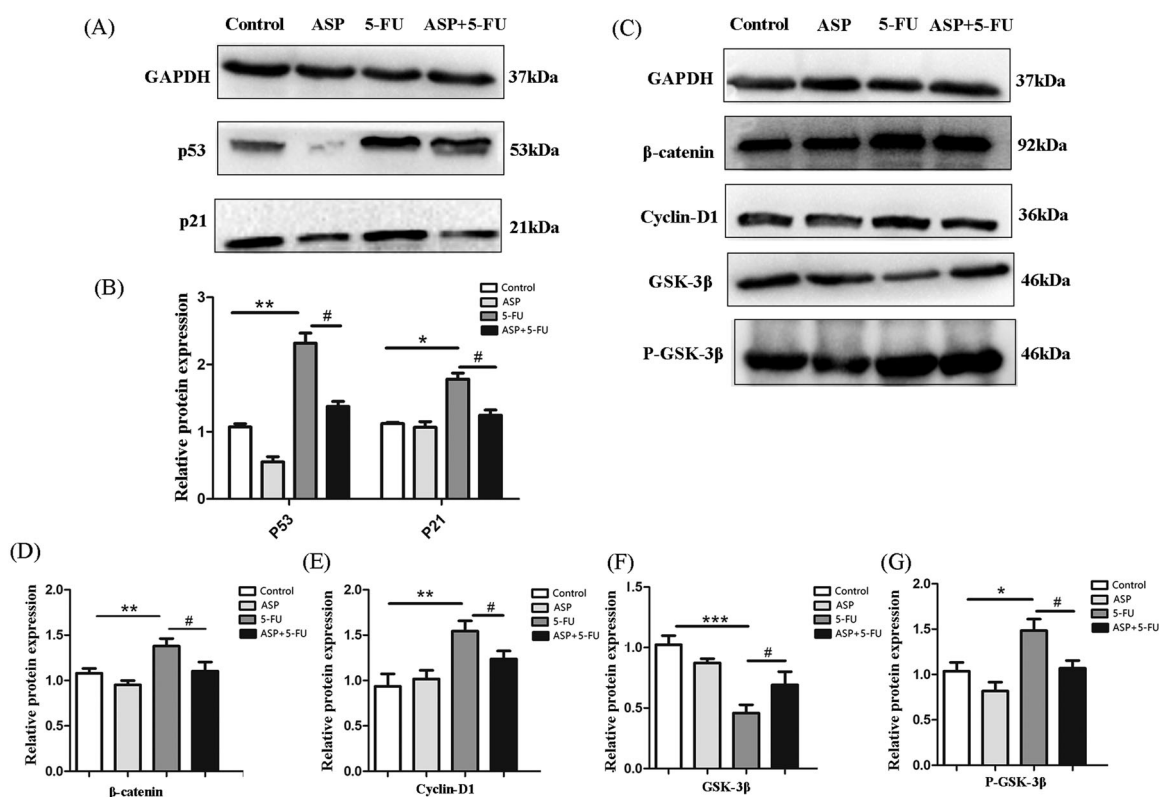 (A)
Control ASP 5-FU ASP+5-FU
GAPDH 37kDa
p53 53kDa
p21 21kDa
(B)
Relative protein expression
3
2
1
0
** # * #
Control
ASP
5-FU
ASP+5-FU
P53 P21
(C)
Control ASP 5-FU ASP+5-FU
GAPDH 37kDa
β-catenin 92kDa
Cyclin-D1 36kDa
GSK-3β 46kDa
P-GSK-3β 46kDa
(D)
Relative protein expression
2.0
1.5
1.0
0.5
0.0
** #
Control
ASP
5-FU
ASP+5-FU
β-catenin
(E)
Relative protein expression
2.0
1.5
1.0
0.5
0.0
** #
Control
ASP
5-FU
ASP+5-FU
Cyclin-D1
(F)
Relative protein expression
1.5
1.0
0.5
0.0
*** #
Control
ASP
5-FU
ASP+5-FU
GSK-3β
(G)
Relative protein expression
2.0
1.5
1.0
0.5
0.0
* #
Control
ASP
5-FU
ASP+5-FU
P-GSK-3β